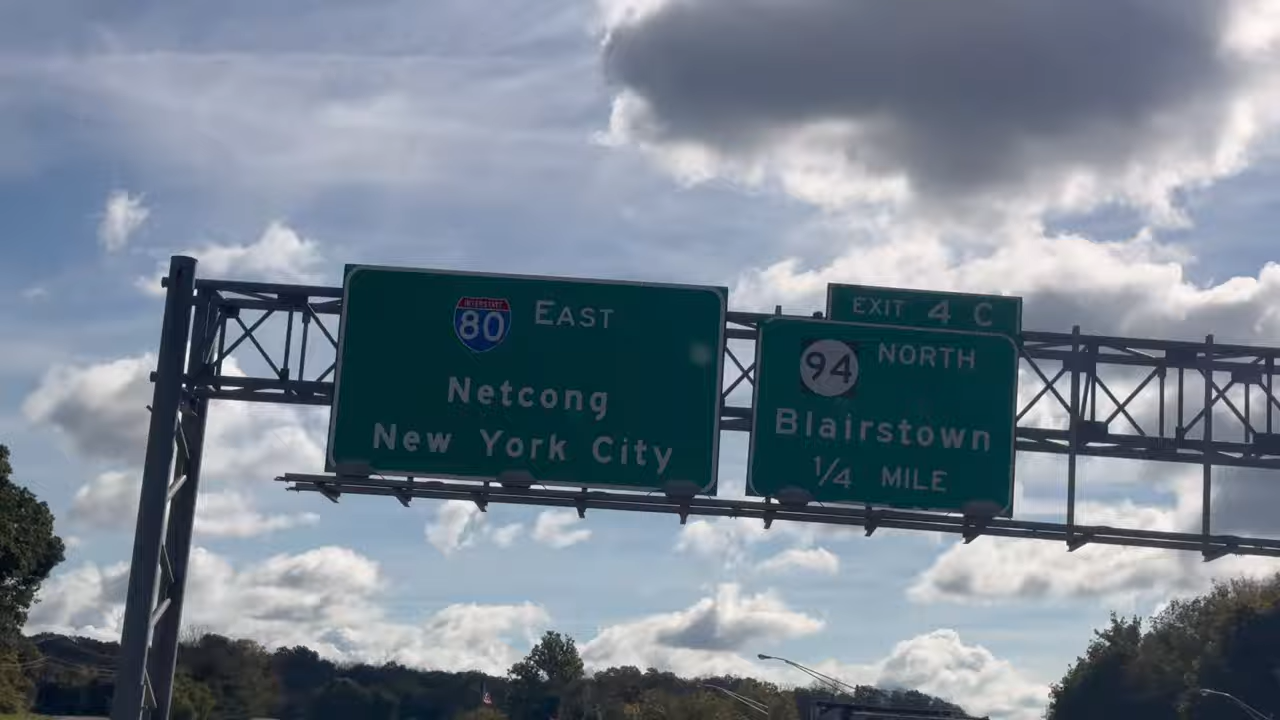 INTERSTATE
80 EAST
Netcong
New York City
EXIT 4 C
94 NORTH
Blairstown
1/4 MILE